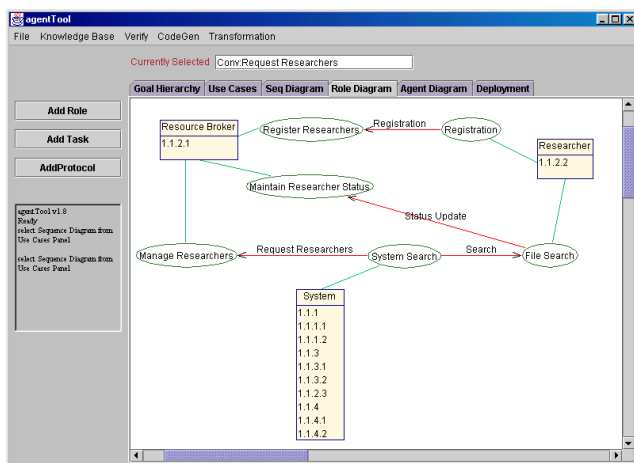 agentTool
File Knowledge Base Verify CodeGen Transformation
Currently Selected Conv:Request Researchers
Goal Hierarchy Use Cases Seq Diagram Role Diagram Agent Diagram Deployment
Add Role
Add Task
AddProtocol
agentTool v1.8
Ready
select Sequence Diagram from
Use Cases Panel
select Sequence Diagram from
Use Cases Panel
Resource Broker
1.1.2.1
Register Researchers
Registration
Registration
Researcher
1.1.2.2
Maintain Researcher Status
Status Update
Manage Researchers
Request Researchers
System Search
Search
File Search
System
1.1.1
1.1.1.1
1.1.1.2
1.1.3
1.1.3.1
1.1.3.2
1.1.2.3
1.1.4
1.1.4.1
1.1.4.2